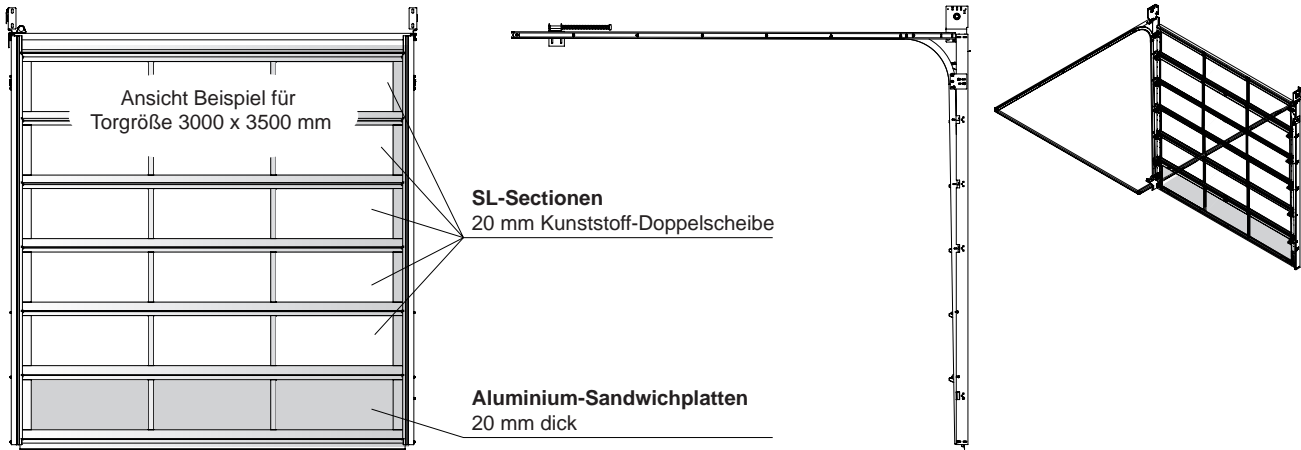 Ansicht Beispiel für
Torgröße 3000 x 3500 mm
SL-Sectionen
20 mm Kunststoff-Doppelscheibe
Aluminium-Sandwichplatten
20 mm dick